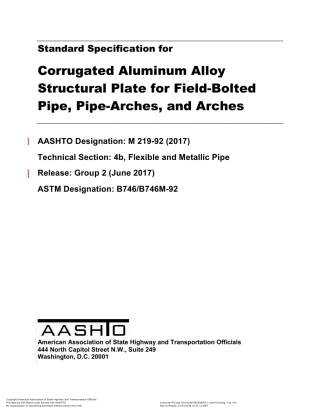 Standard Specification for
Corrugated Aluminum Alloy
Structural Plate for Field-Bolted
Pipe, Pipe-Arches, and Arches
AASHTO Designation: M 219-92 (2017)
Technical Section: 4b, Flexible and Metallic Pipe
Release: Group 2 (June 2017)
ASTM Designation: B746/B746M-92
AASHTO
American Association of State Highway and Transportation Officials
444 North Capitol Street N.W., Suite 249
Washington, D.C. 20001